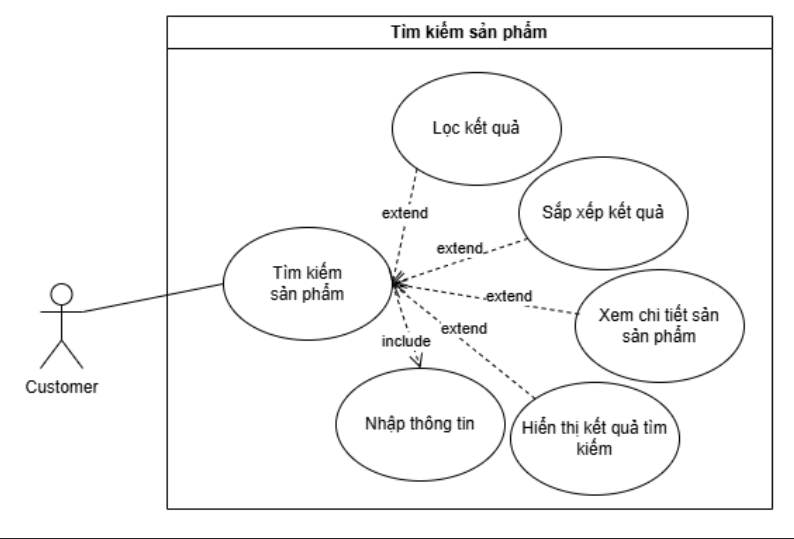 Tìm kiếm sản phẩm
Lọc kết quả
extend
Sắp xếp kết quả
extend
Tìm kiếm
sản phẩm
extend
Xem chi tiết sản
sản phẩm
extend
include
Customer
Nhập thông tin
Hiển thị kết quả tìm
kiếm